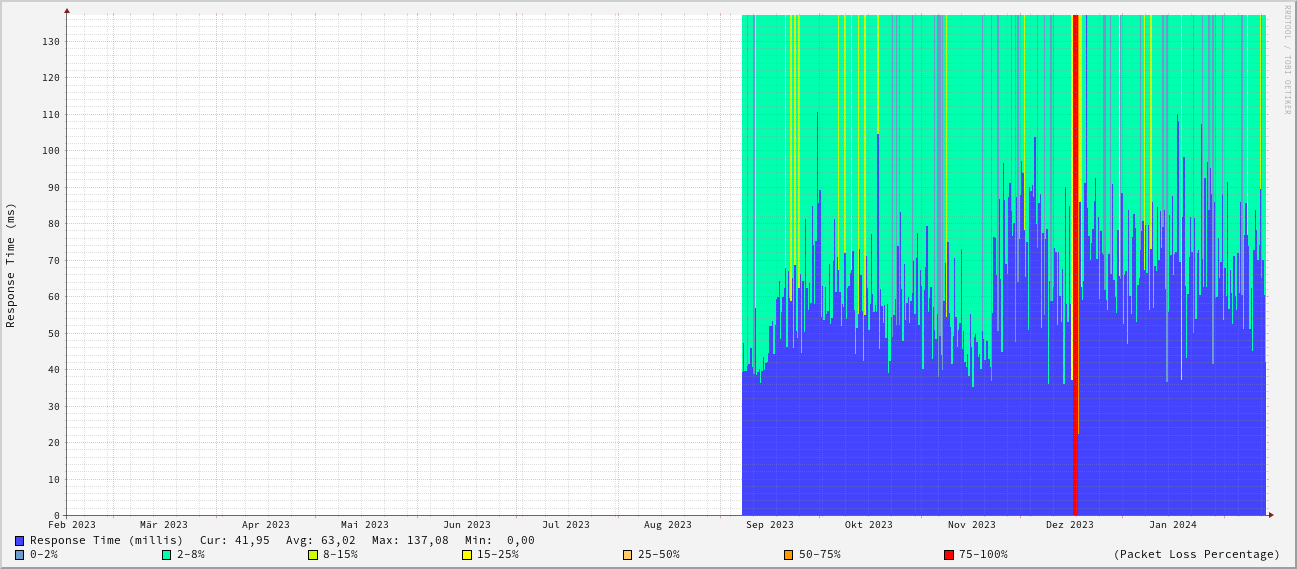 RRDTOOL / TOBI OETIKER
Response Time (ms)
130
120
110
100
90
80
70
60
50
40
30
20
10
0
Feb 2023 Mär 2023 Apr 2023 Mai 2023 Jun 2023 Jul 2023 Aug 2023 Sep 2023 Okt 2023 Nov 2023 Dez 2023 Jan 2024
Response Time (millis) Cur: 41,95 Avg: 63,02 Max: 137,08 Min: 0,00
0-2% 2-8% 8-15% 15-25% 25-50% 50-75% 75-100% (Packet Loss Percentage)